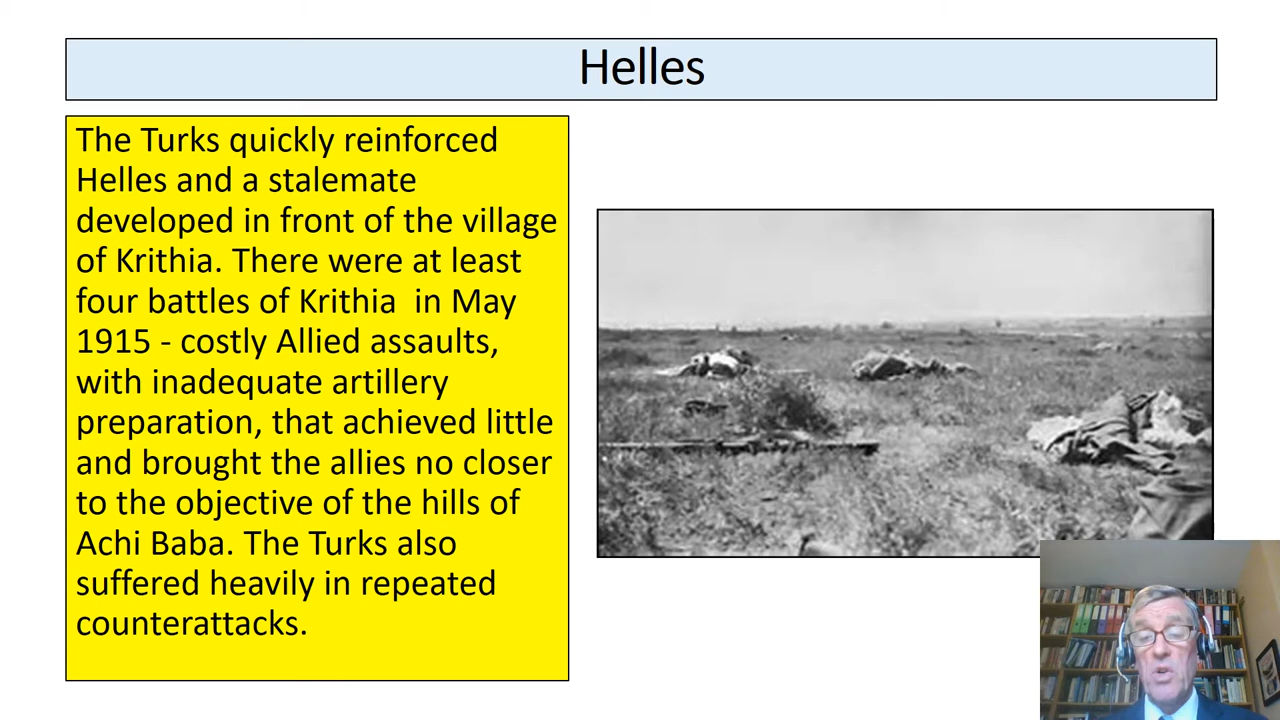 Helles
The Turks quickly reinforced
Helles and a stalemate
developed in front of the village
of Krithia. There were at least
four battles of Krithia  in May
1915 - costly Allied assaults,
with inadequate artillery
preparation, that achieved little
and brought the allies no closer
to the objective of the hills of
Achi Baba. The Turks also
suffered heavily in repeated
counterattacks.